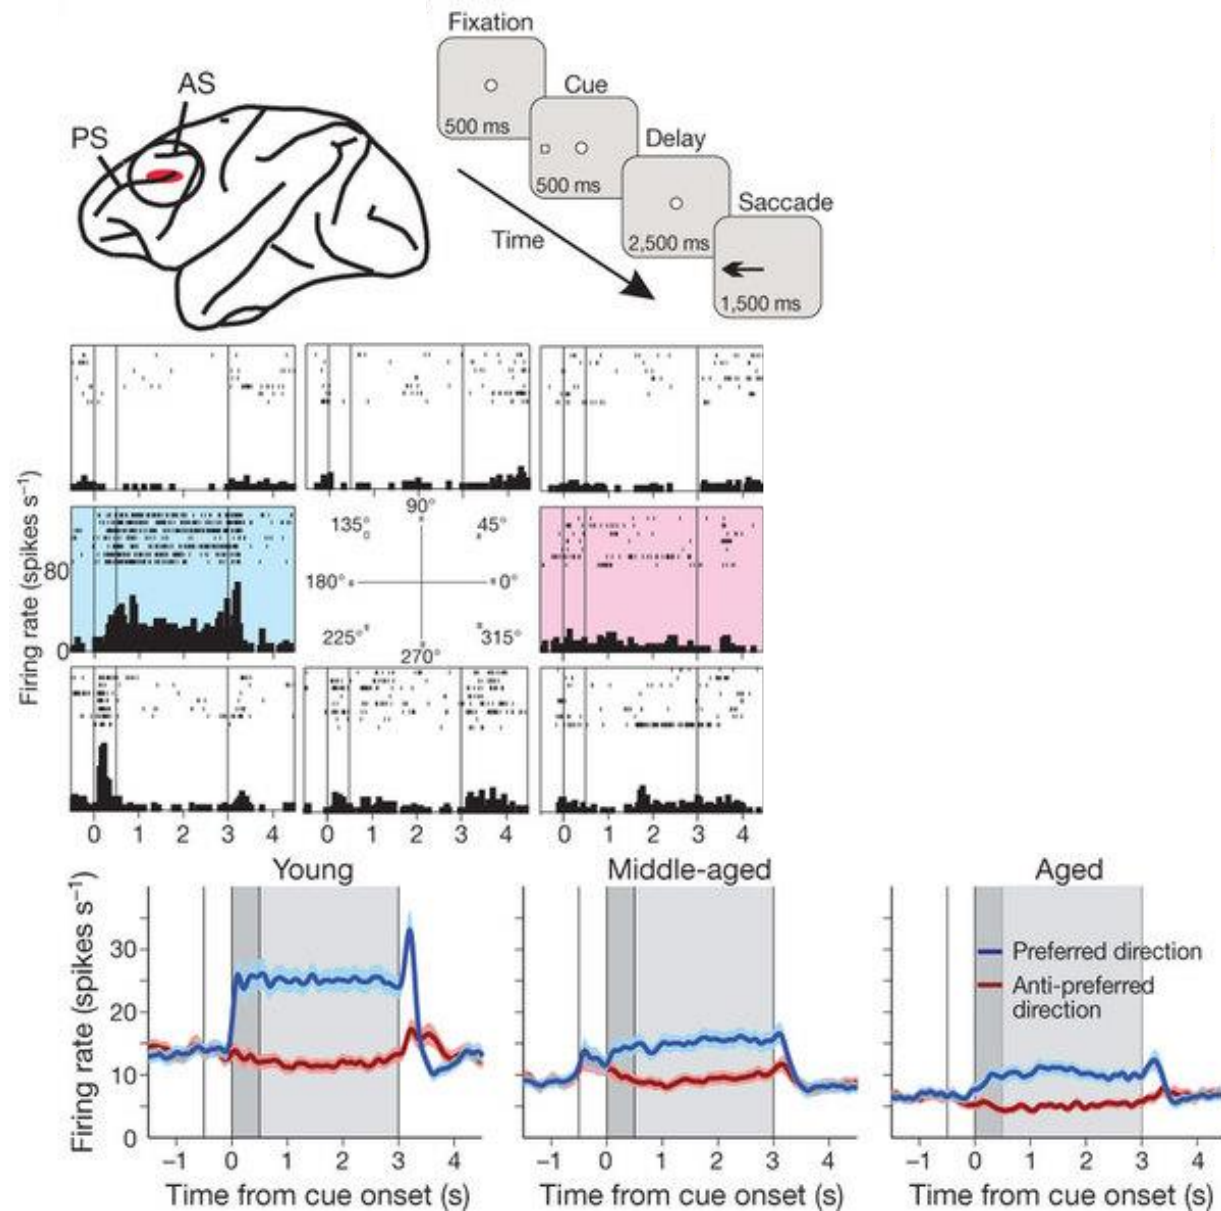 Fixation
500 ms
Cue
500 ms
Delay
2,500 ms
Saccade
1,500 ms
Time
AS
PS
Firing rate (spikes s⁻¹)
80
0
90°
135° 45°
180° 0°
225° 315°
270°
0 1 2 3 4 0 1 2 3 4 0 1 2 3 4
Young Middle-aged Aged
Firing rate (spikes s⁻¹)
30
20
10
0
Preferred direction
Anti-preferred
direction
–1 0 1 2 3 4 –1 0 1 2 3 4 –1 0 1 2 3 4
Time from cue onset (s) Time from cue onset (s) Time from cue onset (s)